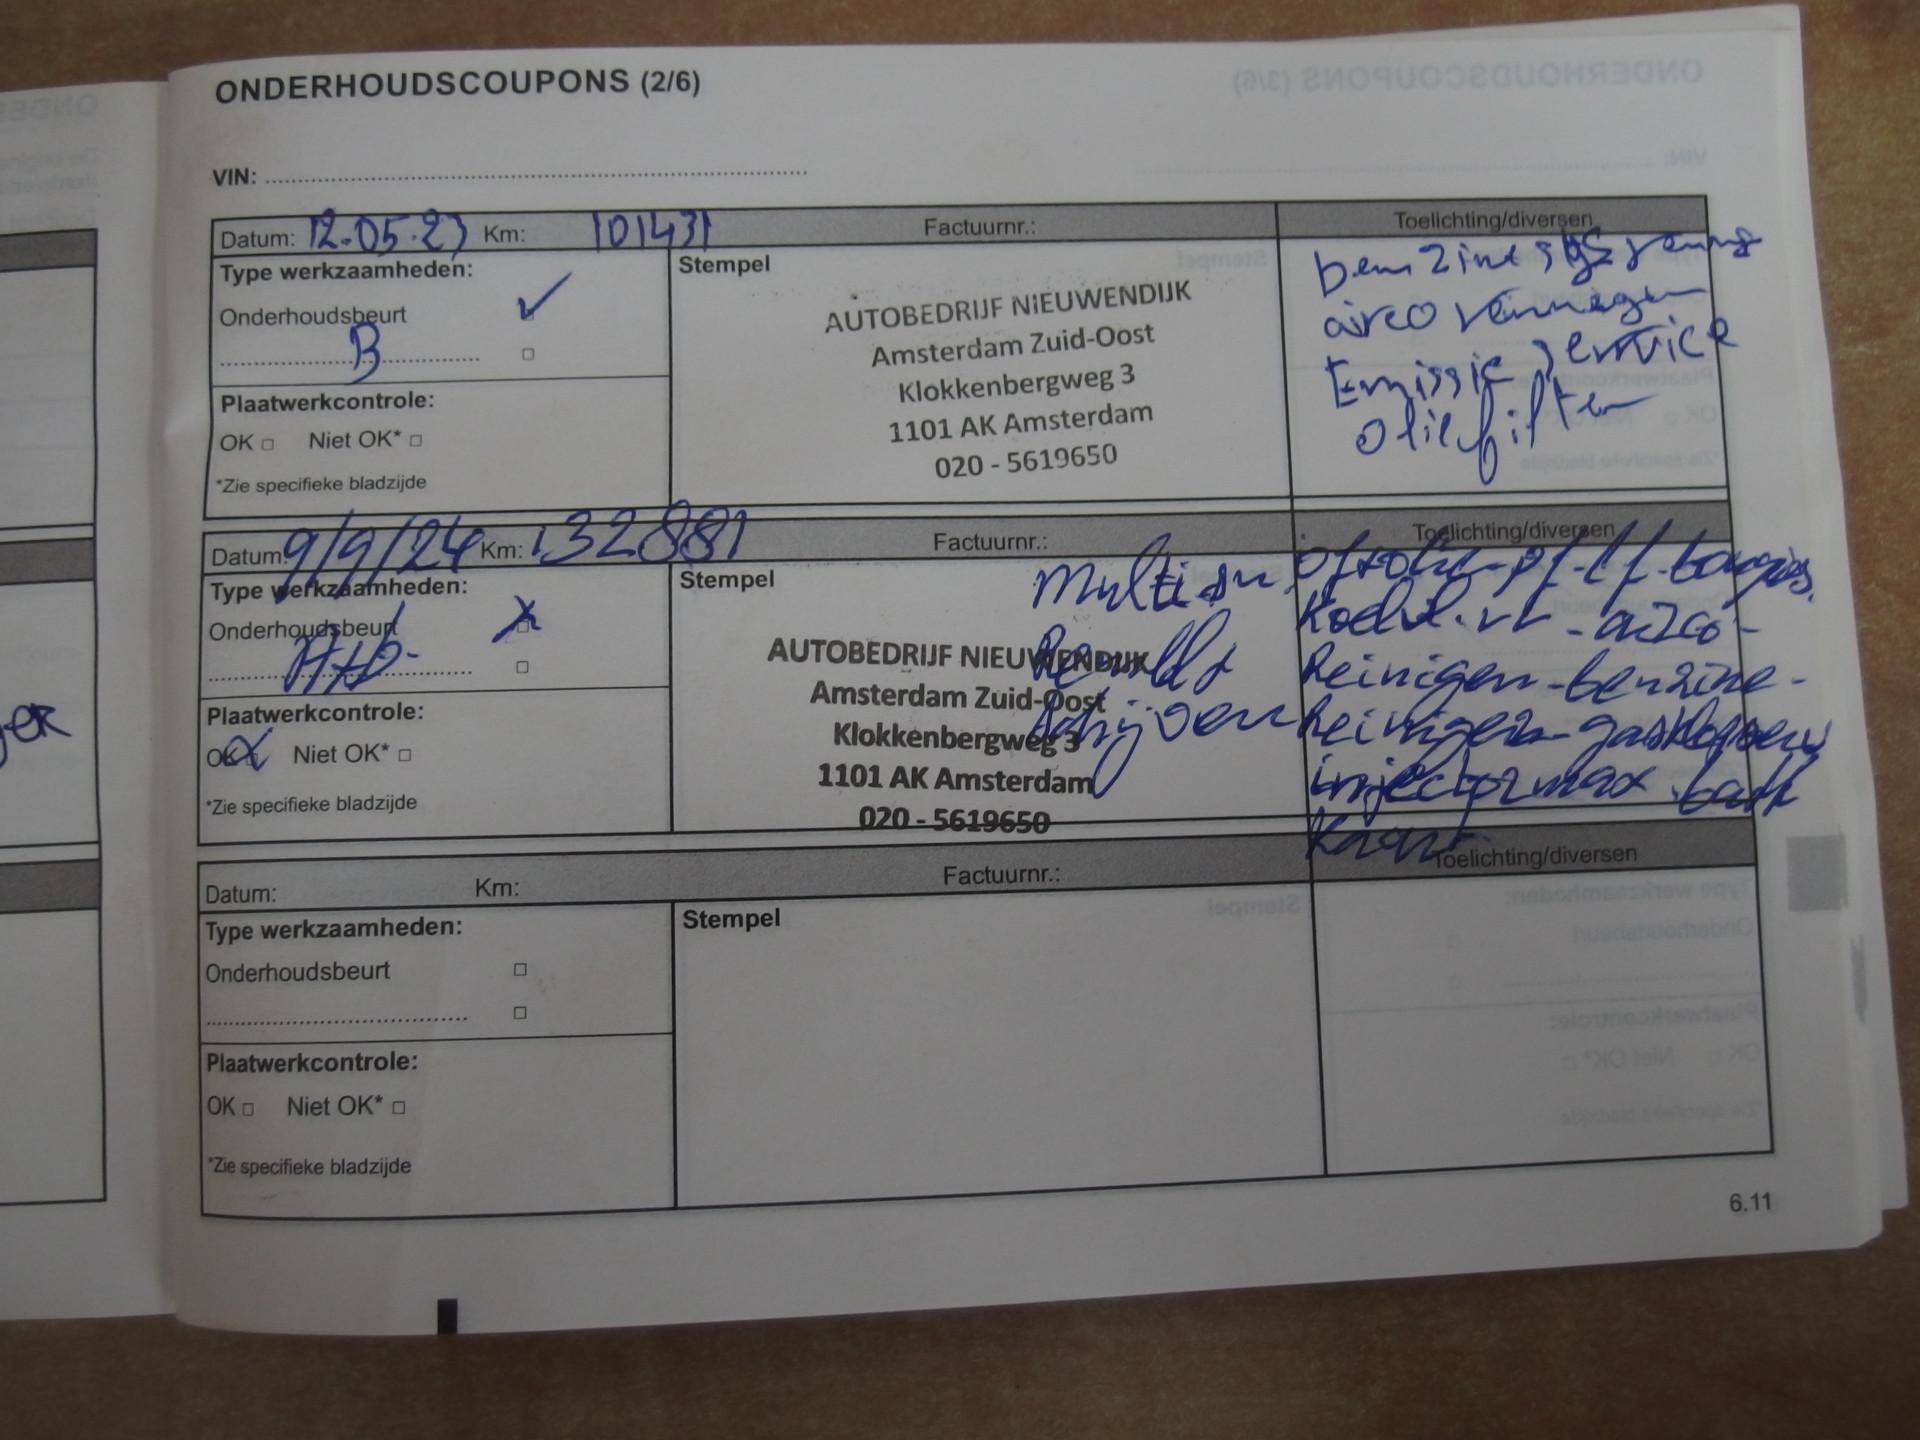 ONDERHOUDSCOUPONS (2/6)
VIN:
Datum: 12.05.23 Km: 101431 Factuurnr.: Toelichting/diversen
Type werkzaamheden:
Onderhoudsbeurt
B
Plaatwerkcontrole:
OK Niet OK*
*Zie specifieke bladzijde
Stempel
AUTOBEDRIJF NIEUWENDIJK
Amsterdam Zuid-Oost
Klokkenbergweg 3
1101 AK Amsterdam
020 - 5619650
airco
Emissie service
Oliefilter
Datum: 9/9/24 Km: 132881 Factuurnr.: Toelichting/diversen
Type werkzaamheden:
Onderhoudsbeurt
Plaatwerkcontrole:
OK Niet OK*
*Zie specifieke bladzijde
Stempel
AUTOBEDRIJF NIEUWENDIJK
Amsterdam Zuid-Oost
Klokkenbergweg 3
1101 AK Amsterdam
020 - 5619650
schijven
Reinigen - benzine -
Reinigen - gaskleppen
Datum: Km: Factuurnr.: Toelichting/diversen
Type werkzaamheden:
Onderhoudsbeurt
Plaatwerkcontrole:
OK Niet OK*
*Zie specifieke bladzijde
Stempel
6.11